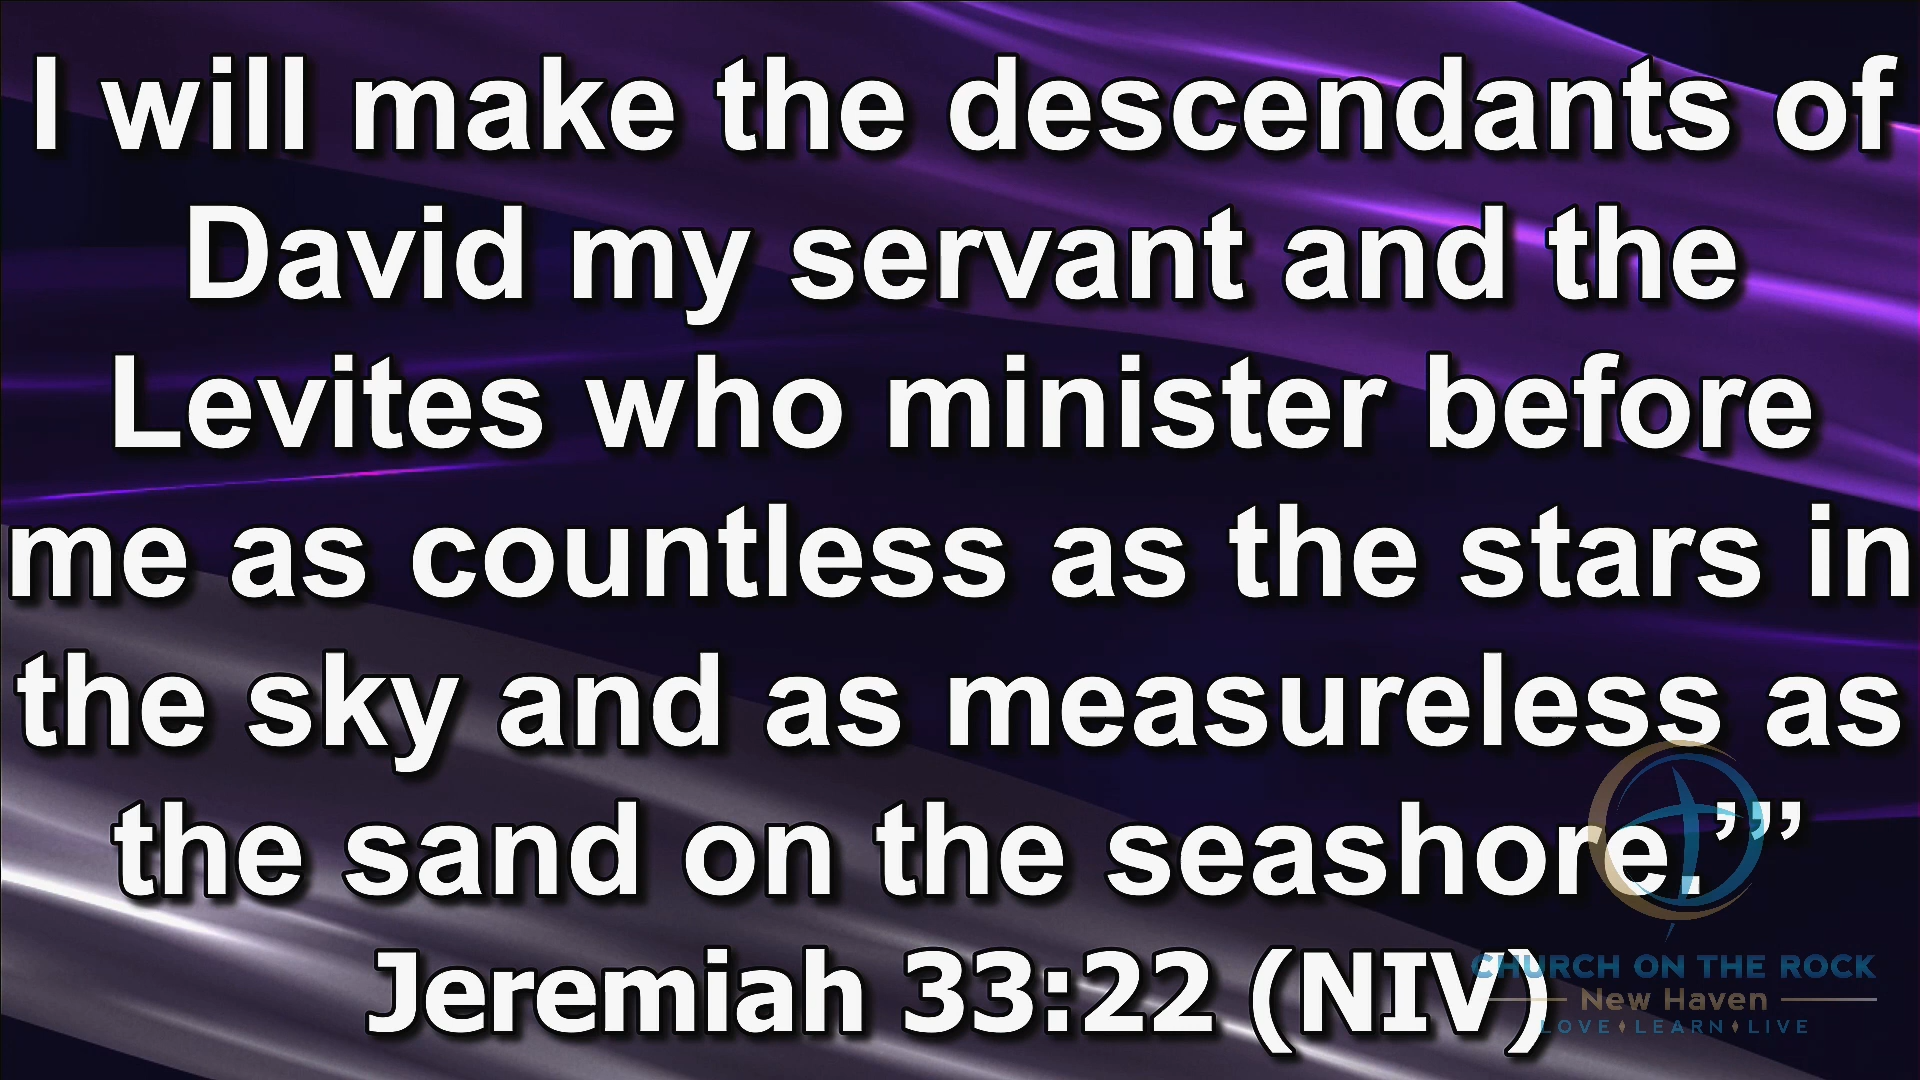 I will make the descendants of
David my servant and the
Levites who minister before
me as countless as the stars in
the sky and as measureless as
the sand on the seashore.’”
Jeremiah 33:22 (NIV)
CHURCH ON THE ROCK
New Haven
LOVE♦LEARN♦LIVE